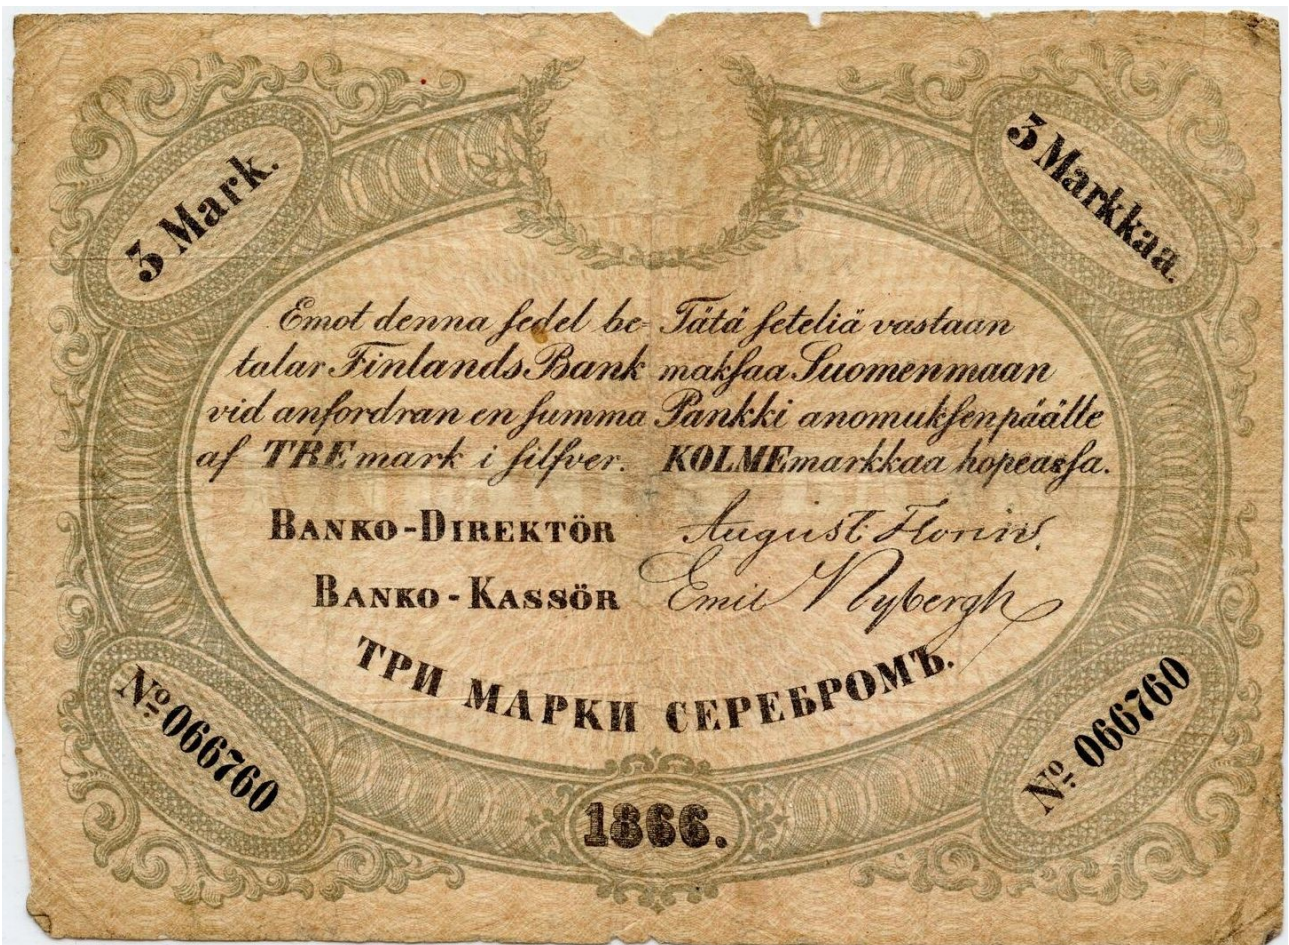 3 Mark.
3 Markkaa.
Emot denna ſedel be-
talar Finlands Bank
vid anfordran en ſumma
af TRE mark i ſilfver.
Tätä ſeteliä vastaan
makſaa Suomenmaan
Pankki anomukſen päälle
KOLME markkaa hopeasſa.
BANKO-DIREKTÖR August Florin.
BANKO-KASSÖR Emil Nybergh
ТРИ МАРКИ СЕРЕБРОМЪ.
No. 066760
No. 066760
1866.